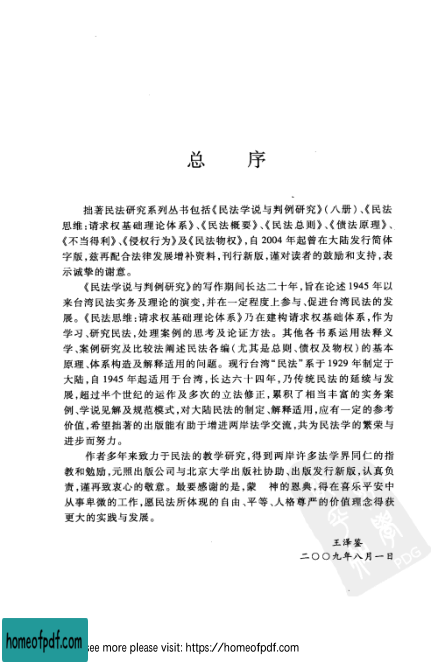 总 序
拙著民法研究系列丛书包括《民法学说与判例研究》(八册)、《民法
思维:请求权基础理论体系》、《民法概要》、《民法总则》、《债法原理》、
《不当得利》、《侵权行为》及《民法物权》,自2004年起曾在大陆发行简体
字版,兹再配合法律发展增补资料,刊行新版,谨对读者的鼓励和支持,表
示诚挚的谢意。
《民法学说与判例研究》的写作期间长达二十年,旨在论述1945年以
来台湾民法实务及理论的演变,并在一定程度上参与、促进台湾民法的发
展。《民法思维:请求权基础理论体系》乃在建构请求权基础体系,作为
学习、研究民法,处理案例的思考及论证方法。其他各书系运用法释义
学、案例研究及比较法阐述民法各编(尤其是总则、债权及物权)的基本
原理、体系构造及解释适用的问题。现行台湾“民法”系于1929年制定于
大陆,自1945年起适用于台湾,长达六十四年,乃传统民法的延续与发
展,超过半个世纪的运作及多次的立法修正,累积了相当丰富的实务案
例、学说见解及规范模式,对大陆民法的制定、解释适用,应有一定的参考
价值,希望拙著的出版能有助于增进两岸法学交流,共为民法学的繁荣与
进步而努力。
作者多年来致力于民法的教学研究,得到两岸许多法学界同仁的指
教和勉励,元照出版公司与北京大学出版社协助、出版发行新版,认真负
责,谨再致衷心的敬意。最要感谢的是,蒙 神的恩典,得在喜乐平安中
从事卑微的工作,愿民法所体现的自由、平等、人格尊严的价值理念得获
更大的实践与发展。
王泽鉴
二〇〇九年八月一日
PDG
homeofpdf.com
see more please visit: https://homeofpdf.com